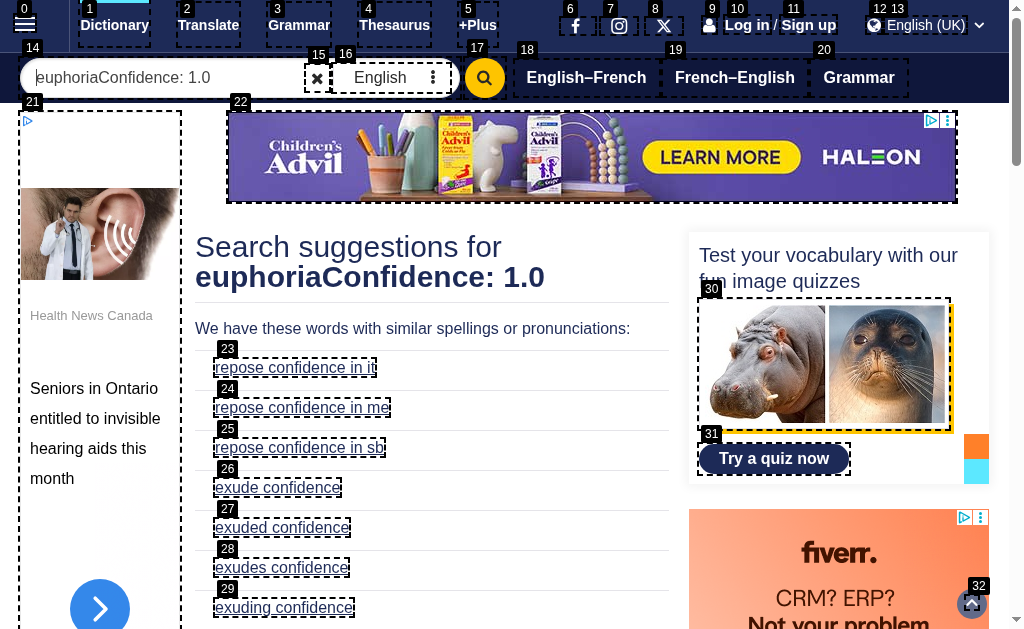 0
1
2
3
4
5
6
7
8
9
10
11
12
13
Dictionary
Translate
Grammar
Thesaurus
+Plus
Log in / Sign up
English (UK)
14
15
16
17
18
19
20
euphoriaConfidence: 1.0
English
English–French
French–English
Grammar
21
22
CHILDREN'S
Advil
LEARN MORE
HALEON
Search suggestions for
euphoriaConfidence: 1.0
We have these words with similar spellings or pronunciations:
23
repose confidence in it
24
repose confidence in me
25
repose confidence in sb
26
exude confidence
27
exuded confidence
28
exudes confidence
29
exuding confidence
Health News Canada
Seniors in Ontario
entitled to invisible
hearing aids this
month
Test your vocabulary with our
fun image quizzes
30
31
Try a quiz now
fiverr.
CRM? ERP?
Not your problem
32